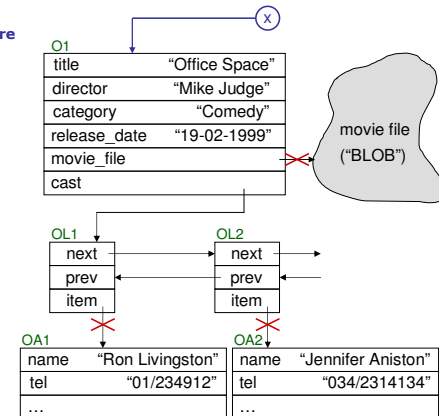 x
re
O1
title "Office Space"
director "Mike Judge"
category "Comedy"
release_date "19-02-1999"
movie_file
cast
movie file
("BLOB")
OL1
next
prev
item
OL2
next
prev
item
OA1
name "Ron Livingston"
tel "01/234912"
...
OA2
name "Jennifer Aniston"
tel "034/2314134"
...